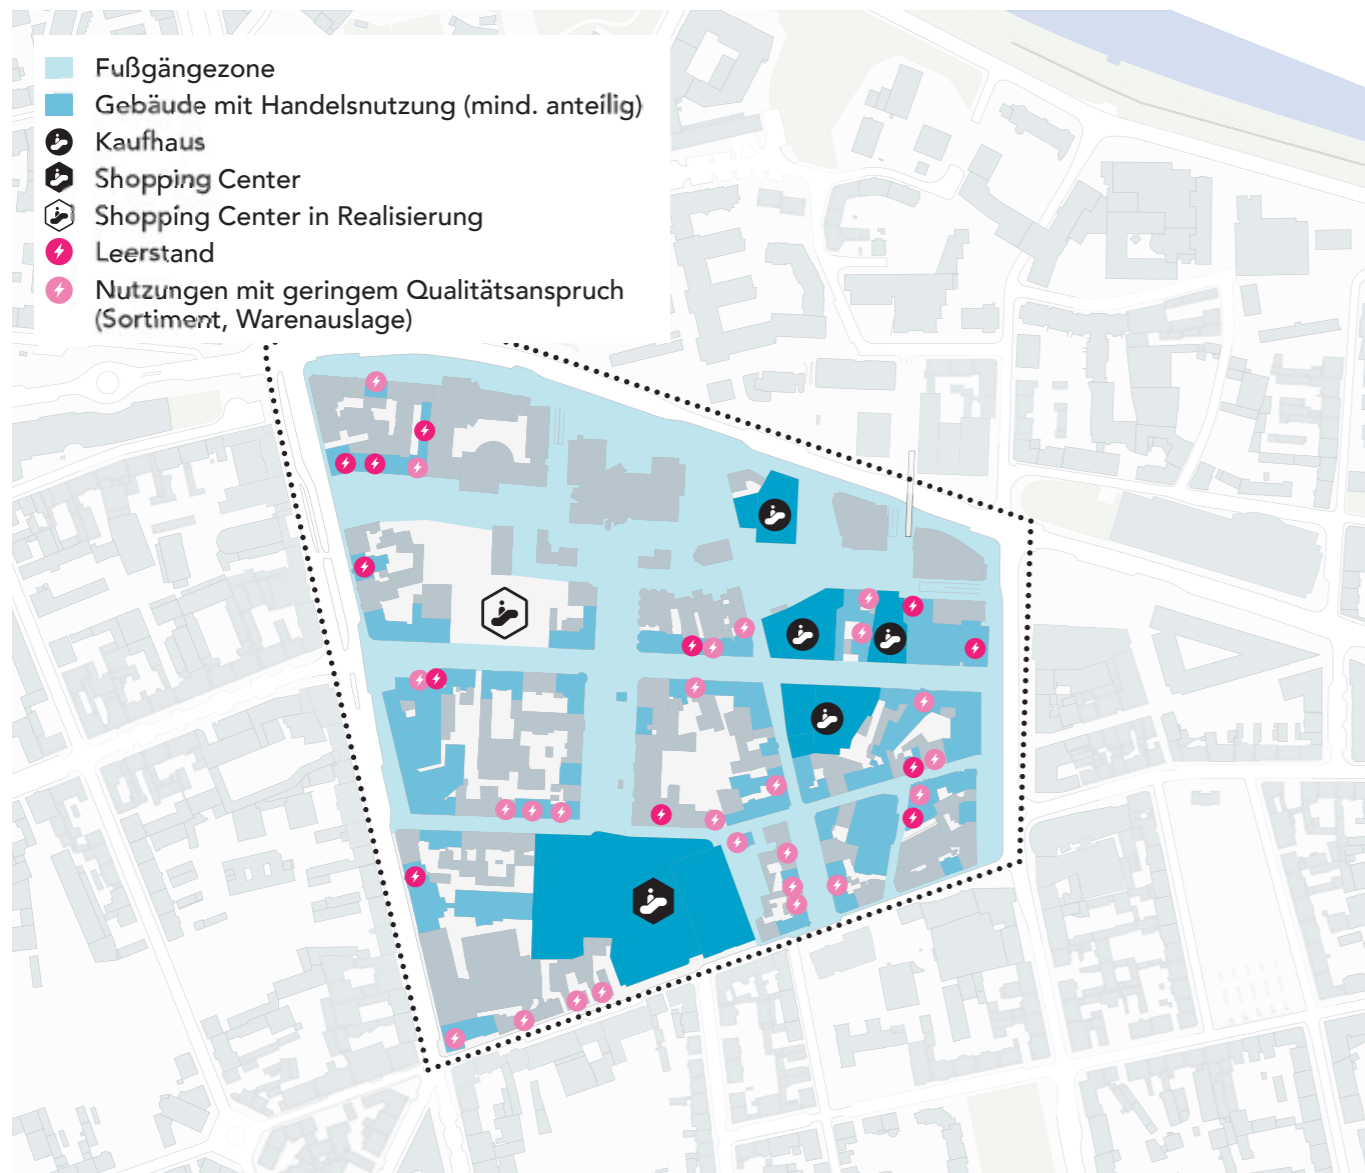 Fußgängezone
Gebäude mit Handelsnutzung (mind. anteilig)
Kaufhaus
Shopping Center
Shopping Center in Realisierung
Leerstand
Nutzungen mit geringem Qualitätsanspruch
(Sortiment, Warenauslage)